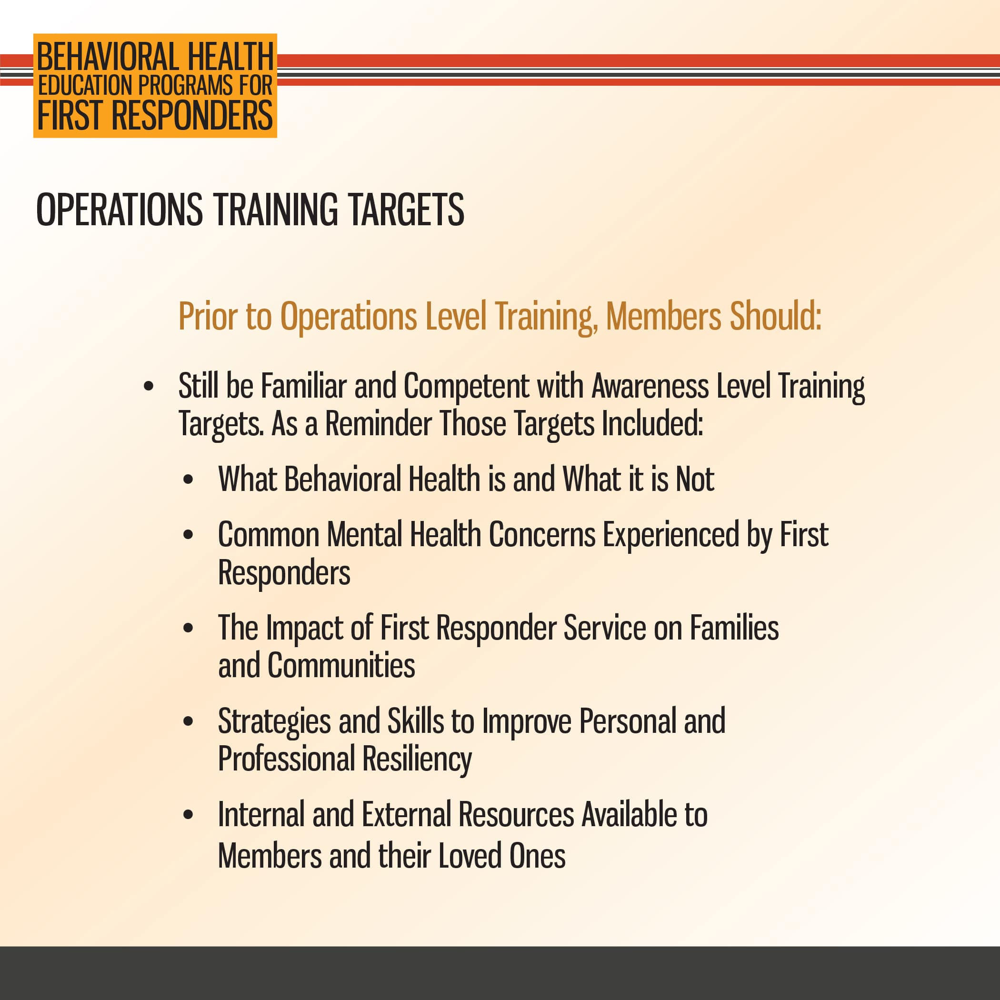 BEHAVIORAL HEALTH
EDUCATION PROGRAMS FOR
FIRST RESPONDERS
OPERATIONS TRAINING TARGETS
Prior to Operations Level Training, Members Should:
• Still be Familiar and Competent with Awareness Level Training
Targets. As a Reminder Those Targets Included:
• What Behavioral Health is and What it is Not
• Common Mental Health Concerns Experienced by First
Responders
• The Impact of First Responder Service on Families
and Communities
• Strategies and Skills to Improve Personal and
Professional Resiliency
• Internal and External Resources Available to
Members and their Loved Ones